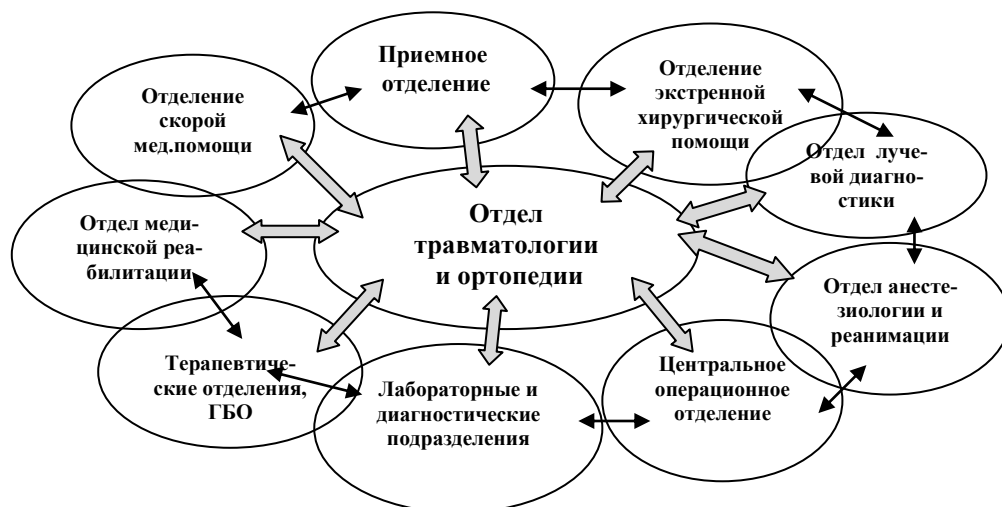 Приемное
отделение
Отделение
экстренной
хирургической
помощи
Отделение
скорой
мед.помощи
Отдел луче-
вой диагно-
стики
Отдел
травматологии
и ортопедии
Отдел меди-
цинской реа-
билитации
Отдел анесте-
зиологии и
реанимации
Терапевтиче-
ские отделения,
ГБО
Лабораторные и
диагностические
подразделения
Центральное
операционное
отделение